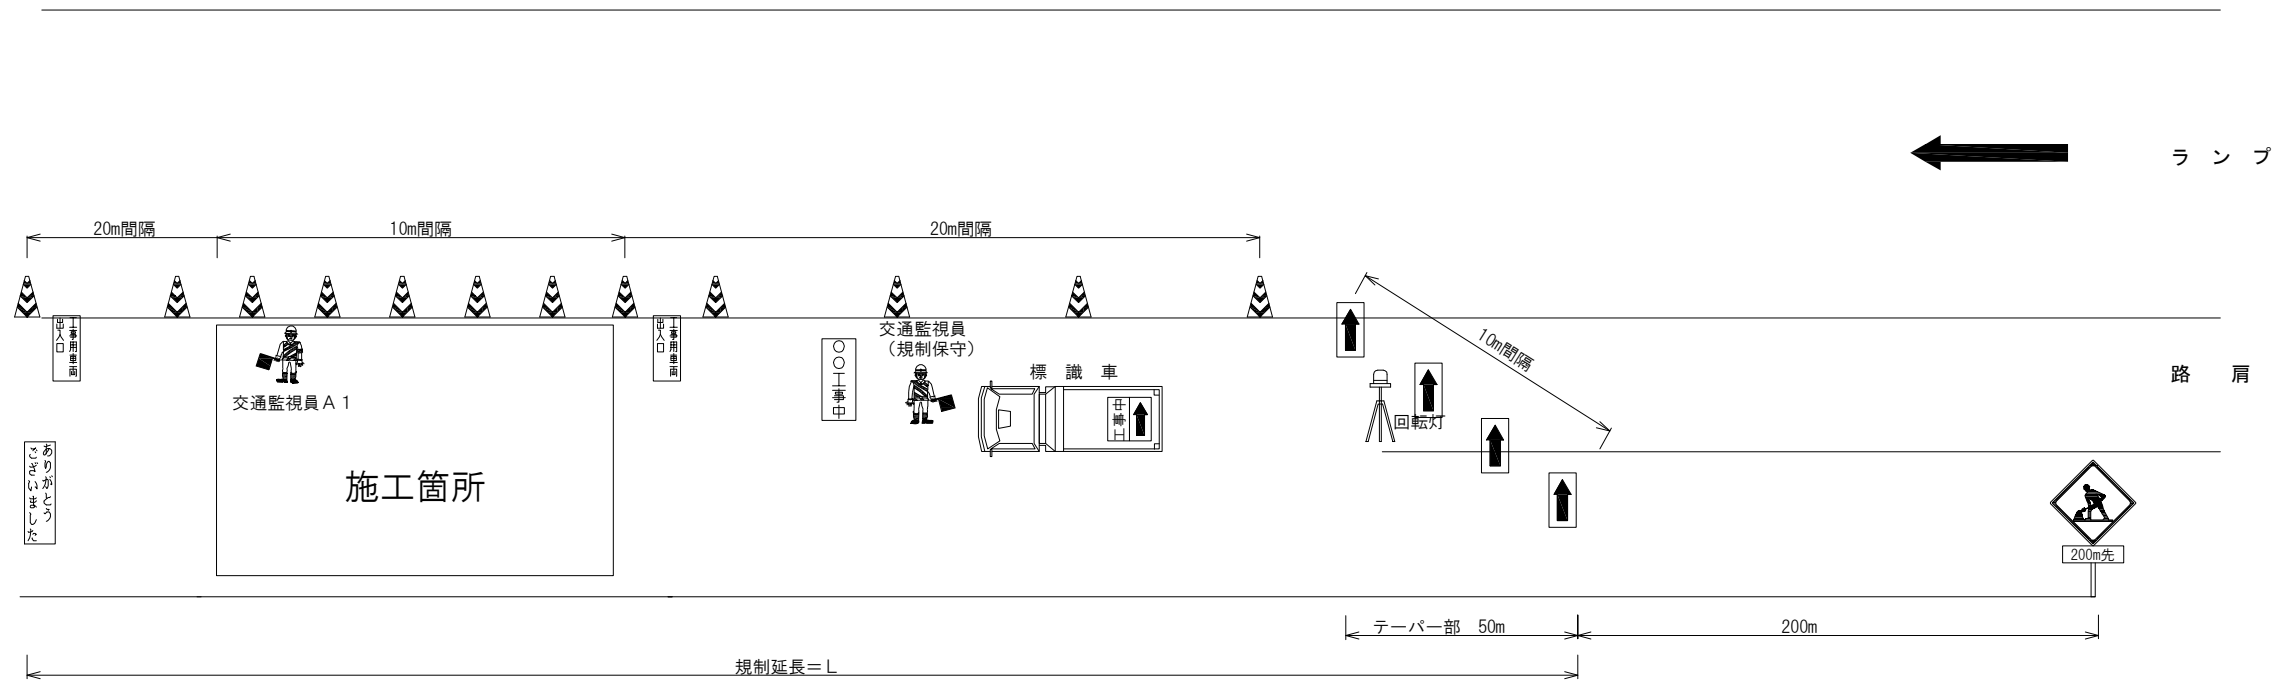 ランプ
20m間隔
10m間隔
20m間隔
工事用車両
出入口
工事用車両
出入口
交通監視員
（規制保守）
○○工事中
標識車
工事中
10m間隔
回転灯
路肩
交通監視員Ａ１
ありがとう
ございました
施工箇所
200m先
テーパー部　50m
200m
規制延長＝Ｌ